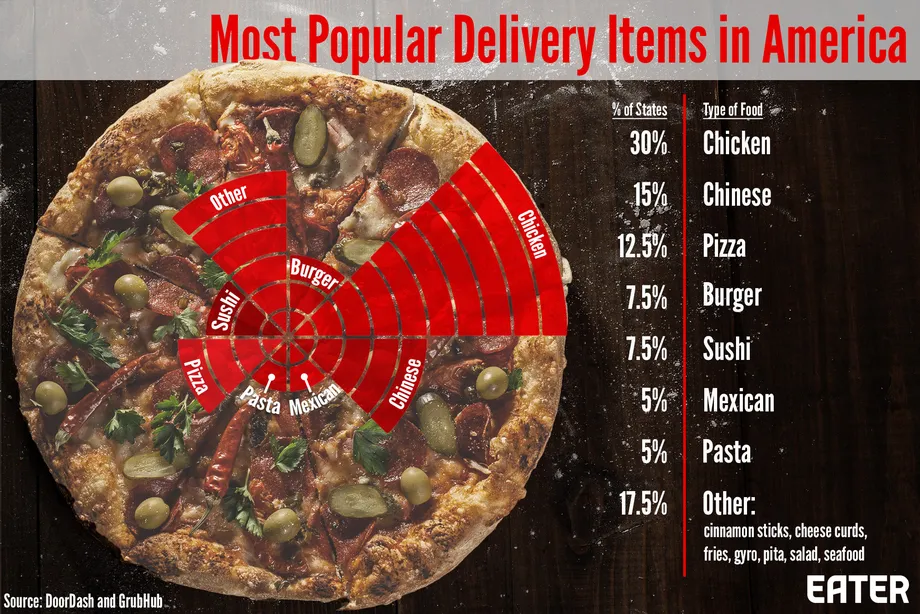 Most Popular Delivery Items in America
% of States Type of Food
30% Chicken
15% Chinese
12.5% Pizza
7.5% Burger
7.5% Sushi
5% Mexican
5% Pasta
17.5% Other:
cinnamon sticks, cheese curds,
fries, gyro, pita, salad, seafood
Other
Burger
Chicken
Sushi
Pizza
Pasta
Mexican
Chinese
Source: DoorDash and GrubHub
EATER